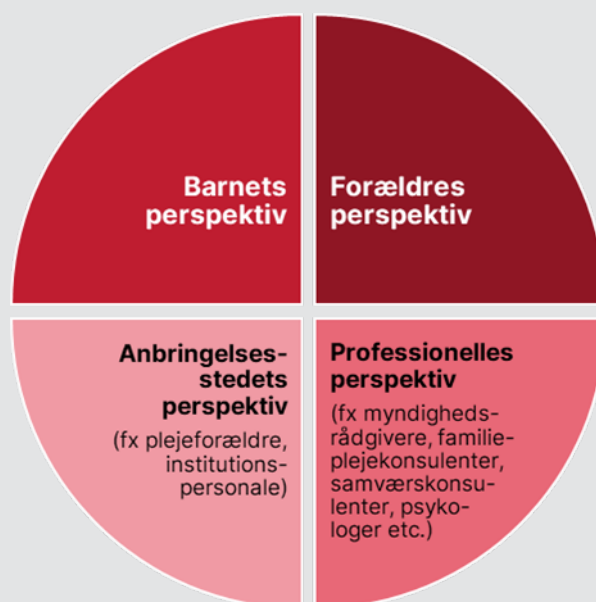 Barnets
perspektiv
Forældres
perspektiv
Anbringelses-
stedets
perspektiv
(fx plejeforældre,
institutions-
personale)
Professionelles
perspektiv
(fx myndigheds-
rådgivere, familie-
plejekonsulenter,
samværskonsu-
lenter, psyko-
loger etc.)